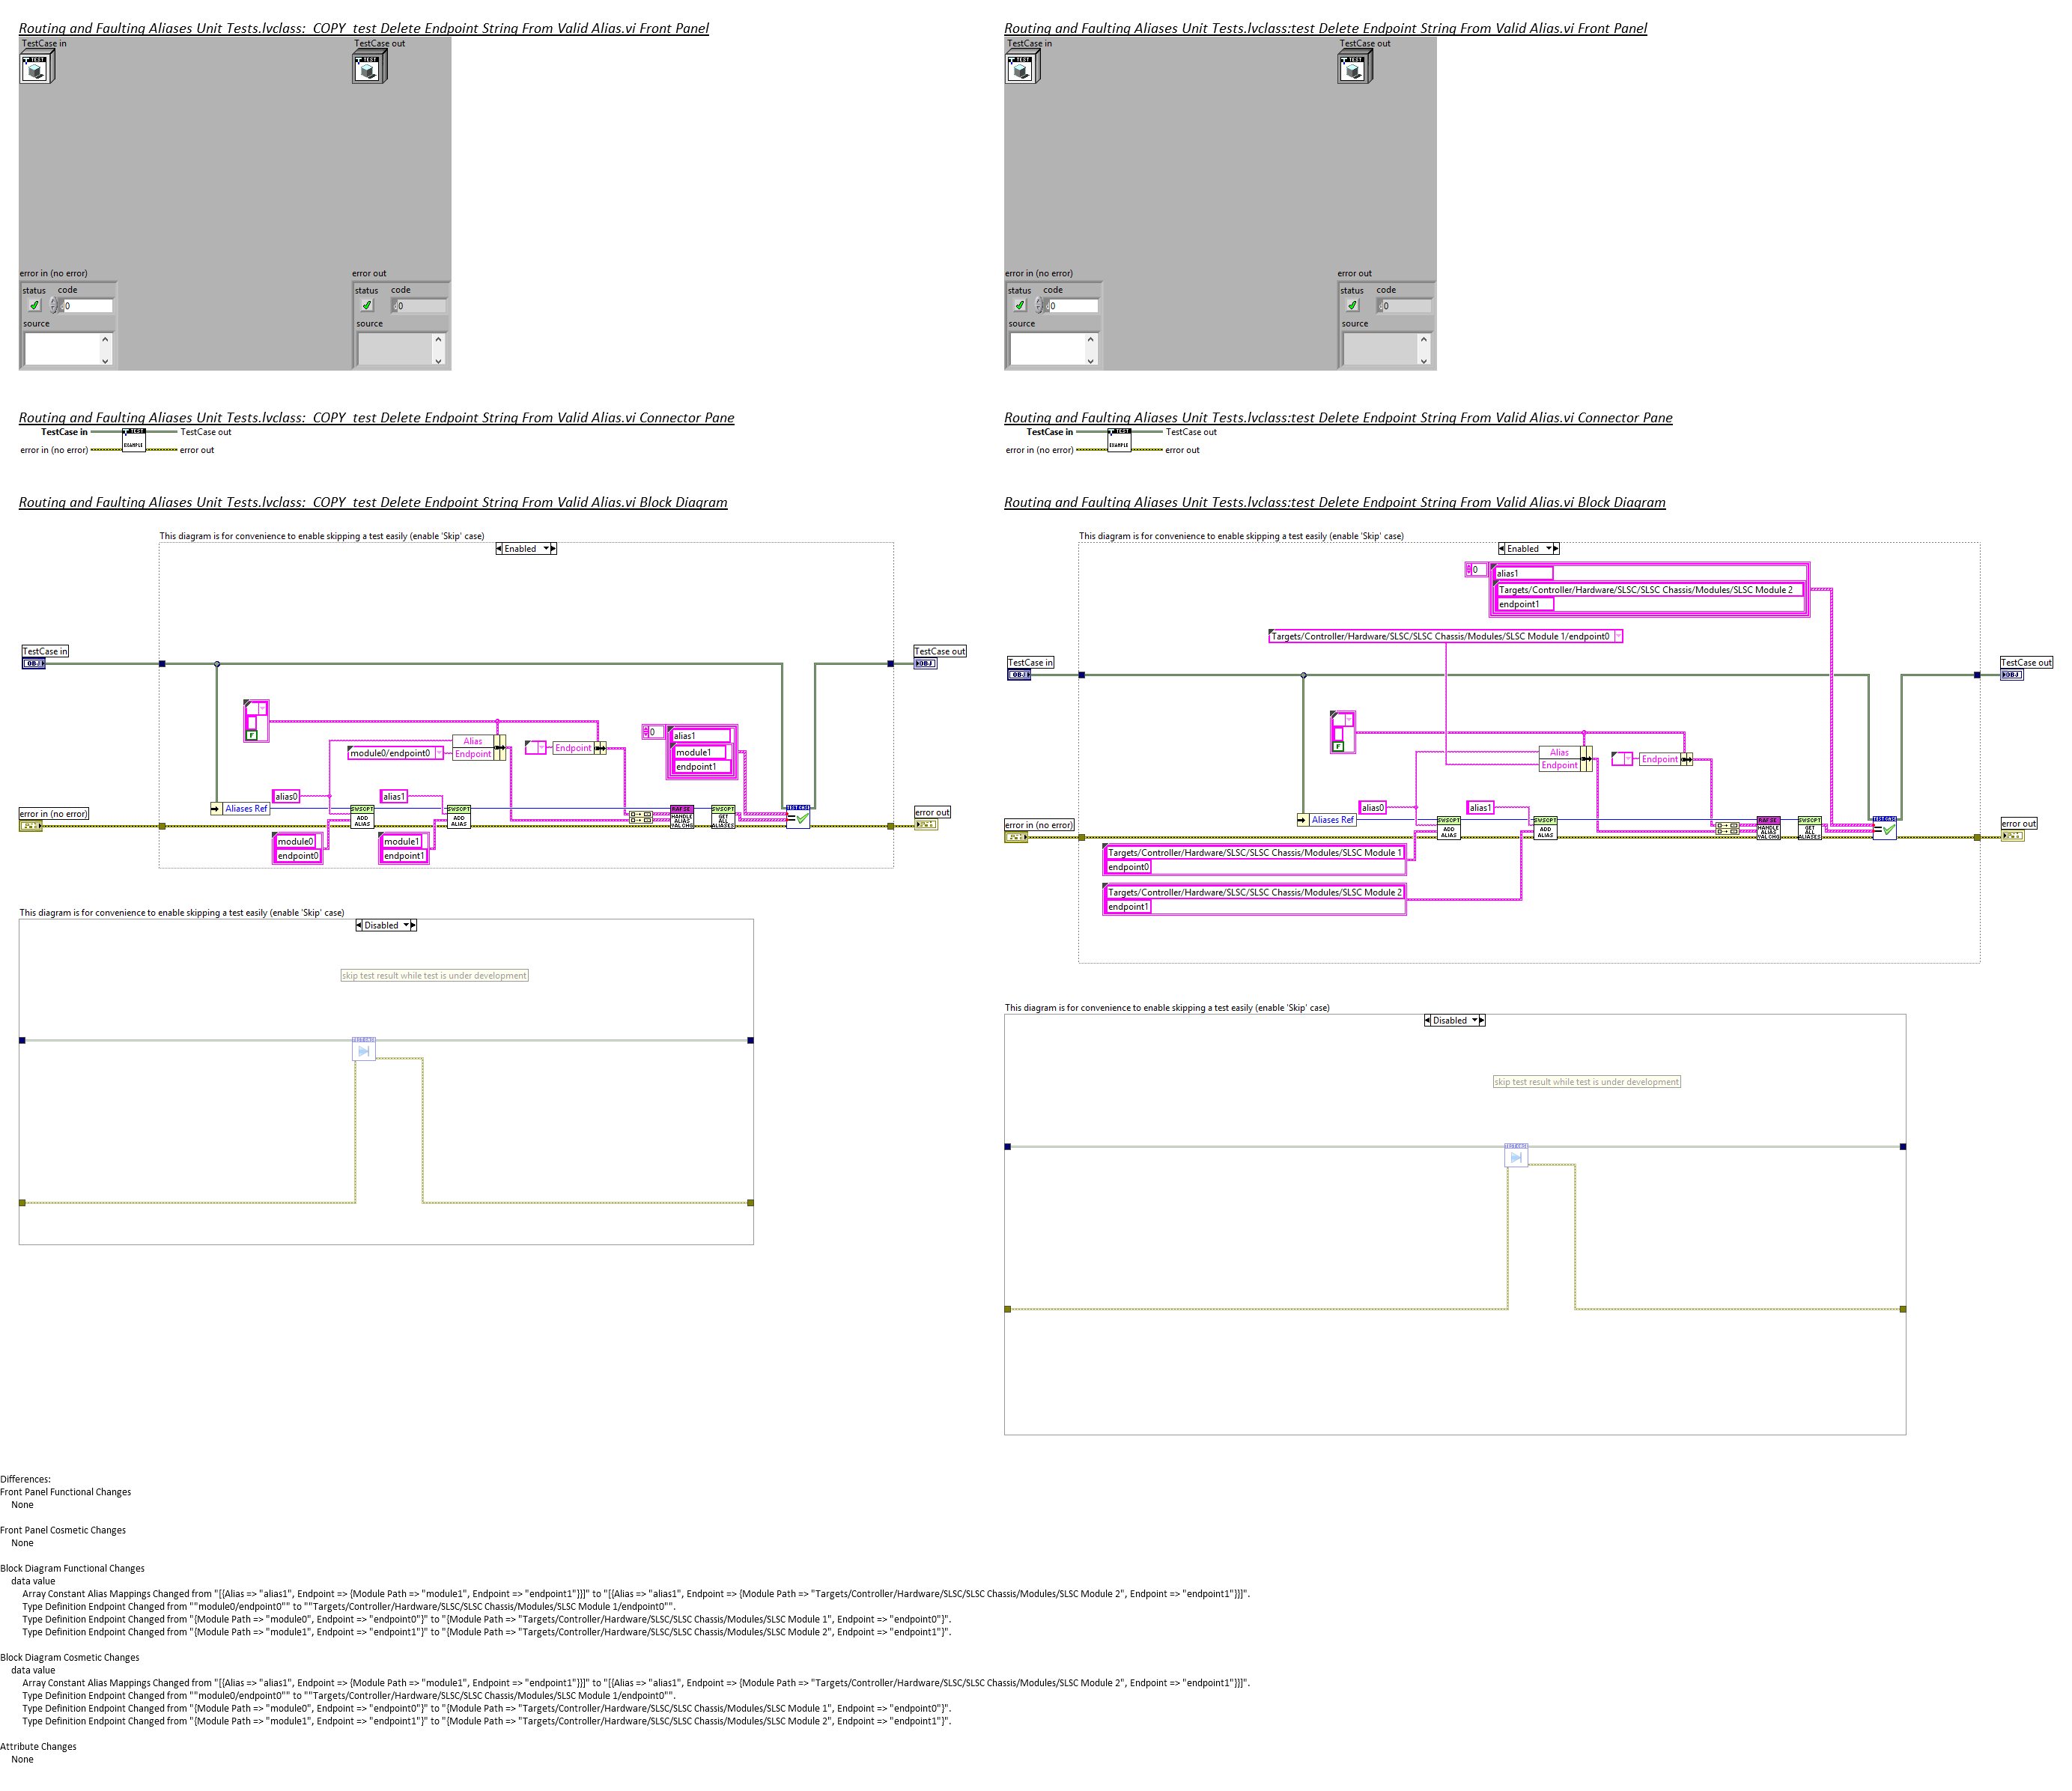 Routing and Faulting Aliases Unit Tests.lvclass:_COPY_test Delete Endpoint String From Valid Alias.vi Front Panel
TestCase in
TestCase out
TEST
TEST
error in (no error)
error out
status
code
0
source
status
code
0
source
Routing and Faulting Aliases Unit Tests.lvclass:test Delete Endpoint String From Valid Alias.vi Front Panel
TestCase in
TestCase out
TEST
TEST
error in (no error)
error out
status
code
0
source
status
code
0
source
Routing and Faulting Aliases Unit Tests.lvclass:_COPY_test Delete Endpoint String From Valid Alias.vi Connector Pane
TestCase in
TEST
EXAMPLE
TestCase out
error in (no error)
error out
Routing and Faulting Aliases Unit Tests.lvclass:test Delete Endpoint String From Valid Alias.vi Connector Pane
TestCase in
TEST
EXAMPLE
TestCase out
error in (no error)
error out
Routing and Faulting Aliases Unit Tests.lvclass:_COPY_test Delete Endpoint String From Valid Alias.vi Block Diagram
This diagram is for convenience to enable skipping a test easily (enable 'Skip' case)
Enabled
TestCase in
OBJ
TestCase out
OBJ
F
module0/endpoint0
Alias
Endpoint
Endpoint
0
alias1
module1
endpoint1
alias0
alias1
Aliases Ref
error in (no error)
error out
SWSOPT
ADD
ALIAS
SWSOPT
ADD
ALIAS
RAF SE
HANDLE
ALIAS
VAL CHG
SWSOPT
GET
ALL
ALIASES
module0
endpoint0
module1
endpoint1
This diagram is for convenience to enable skipping a test easily (enable 'Skip' case)
Disabled
skip test result while test is under development
Routing and Faulting Aliases Unit Tests.lvclass:test Delete Endpoint String From Valid Alias.vi Block Diagram
This diagram is for convenience to enable skipping a test easily (enable 'Skip' case)
Enabled
0
alias1
Targets/Controller/Hardware/SLSC/SLSC Chassis/Modules/SLSC Module 2
endpoint1
Targets/Controller/Hardware/SLSC/SLSC Chassis/Modules/SLSC Module 1/endpoint0
TestCase in
OBJ
TestCase out
OBJ
F
Alias
Endpoint
Endpoint
alias0
alias1
Aliases Ref
error in (no error)
error out
SWSOPT
ADD
ALIAS
SWSOPT
ADD
ALIAS
RAF SE
HANDLE
ALIAS
VAL CHG
SWSOPT
GET
ALL
ALIASES
Targets/Controller/Hardware/SLSC/SLSC Chassis/Modules/SLSC Module 1
endpoint0
Targets/Controller/Hardware/SLSC/SLSC Chassis/Modules/SLSC Module 2
endpoint1
This diagram is for convenience to enable skipping a test easily (enable 'Skip' case)
Disabled
skip test result while test is under development
Differences:
Front Panel Functional Changes
None
Front Panel Cosmetic Changes
None
Block Diagram Functional Changes
data value
Array Constant Alias Mappings Changed from "[{Alias => "alias1", Endpoint => {Module Path => "module1", Endpoint => "endpoint1"}}]" to "[{Alias => "alias1", Endpoint => {Module Path => "Targets/Controller/Hardware/SLSC/SLSC Chassis/Modules/SLSC Module 2", Endpoint => "endpoint1"}}]".
Type Definition Endpoint Changed from ""module0/endpoint0"" to ""Targets/Controller/Hardware/SLSC/SLSC Chassis/Modules/SLSC Module 1/endpoint0"".
Type Definition Endpoint Changed from "{Module Path => "module0", Endpoint => "endpoint0"}" to "{Module Path => "Targets/Controller/Hardware/SLSC/SLSC Chassis/Modules/SLSC Module 1", Endpoint => "endpoint0"}".
Type Definition Endpoint Changed from "{Module Path => "module1", Endpoint => "endpoint1"}" to "{Module Path => "Targets/Controller/Hardware/SLSC/SLSC Chassis/Modules/SLSC Module 2", Endpoint => "endpoint1"}".
Block Diagram Cosmetic Changes
data value
Array Constant Alias Mappings Changed from "[{Alias => "alias1", Endpoint => {Module Path => "module1", Endpoint => "endpoint1"}}]" to "[{Alias => "alias1", Endpoint => {Module Path => "Targets/Controller/Hardware/SLSC/SLSC Chassis/Modules/SLSC Module 2", Endpoint => "endpoint1"}}]".
Type Definition Endpoint Changed from ""module0/endpoint0"" to ""Targets/Controller/Hardware/SLSC/SLSC Chassis/Modules/SLSC Module 1/endpoint0"".
Type Definition Endpoint Changed from "{Module Path => "module0", Endpoint => "endpoint0"}" to "{Module Path => "Targets/Controller/Hardware/SLSC/SLSC Chassis/Modules/SLSC Module 1", Endpoint => "endpoint0"}".
Type Definition Endpoint Changed from "{Module Path => "module1", Endpoint => "endpoint1"}" to "{Module Path => "Targets/Controller/Hardware/SLSC/SLSC Chassis/Modules/SLSC Module 2", Endpoint => "endpoint1"}".
Attribute Changes
None